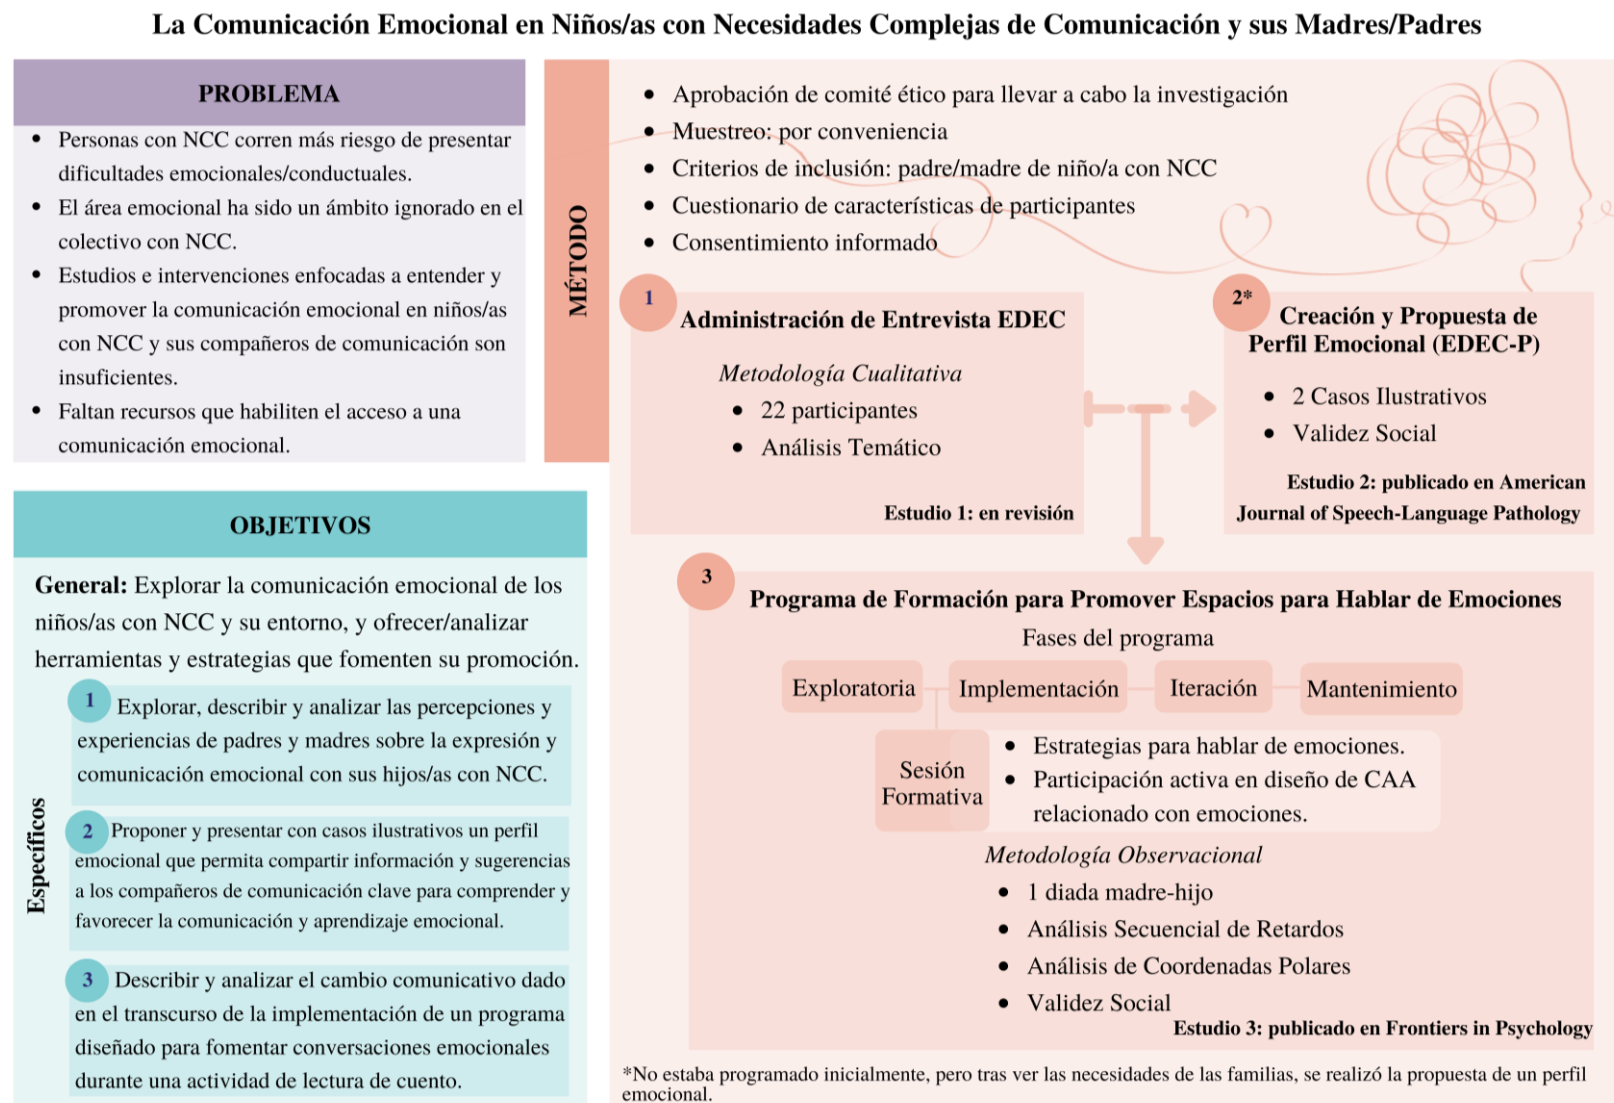 La Comunicación Emocional en Niños/as con Necesidades Complejas de Comunicación y sus Madres/Padres
PROBLEMA
• Personas con NCC corren más riesgo de presentar
dificultades emocionales/conductuales.
• El área emocional ha sido un ámbito ignorado en el
colectivo con NCC.
• Estudios e intervenciones enfocadas a entender y
promover la comunicación emocional en niños/as
con NCC y sus compañeros de comunicación son
insuficientes.
• Faltan recursos que habiliten el acceso a una
comunicación emocional.
OBJETIVOS
General: Explorar la comunicación emocional de los
niños/as con NCC y su entorno, y ofrecer/analizar
herramientas y estrategias que fomenten su promoción.
Específicos
1 Explorar, describir y analizar las percepciones y
experiencias de padres y madres sobre la expresión y
comunicación emocional con sus hijos/as con NCC.
2 Proponer y presentar con casos ilustrativos un perfil
emocional que permita compartir información y sugerencias
a los compañeros de comunicación clave para comprender y
favorecer la comunicación y aprendizaje emocional.
3 Describir y analizar el cambio comunicativo dado
en el transcurso de la implementación de un programa
diseñado para fomentar conversaciones emocionales
durante una actividad de lectura de cuento.
MÉTODO
• Aprobación de comité ético para llevar a cabo la investigación
• Muestreo: por conveniencia
• Criterios de inclusión: padre/madre de niño/a con NCC
• Cuestionario de características de participantes
• Consentimiento informado
1
Administración de Entrevista EDEC
Metodología Cualitativa
• 22 participantes
• Análisis Temático
Estudio 1: en revisión
2*
Creación y Propuesta de
Perfil Emocional (EDEC-P)
• 2 Casos Ilustrativos
• Validez Social
Estudio 2: publicado en American
Journal of Speech-Language Pathology
3
Programa de Formación para Promover Espacios para Hablar de Emociones
Fases del programa
Exploratoria Implementación Iteración Mantenimiento
Sesión
Formativa
• Estrategias para hablar de emociones.
• Participación activa en diseño de CAA
relacionado con emociones.
Metodología Observacional
• 1 diada madre-hijo
• Análisis Secuencial de Retardos
• Análisis de Coordenadas Polares
• Validez Social
Estudio 3: publicado en Frontiers in Psychology
*No estaba programado inicialmente, pero tras ver las necesidades de las familias, se realizó la propuesta de un perfil
emocional.